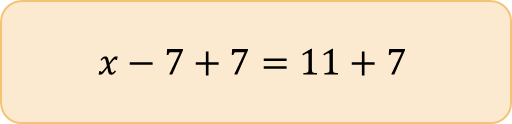 x − 7 + 7 = 11 + 7